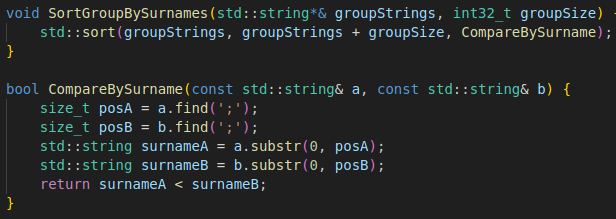 void SortGroupBySurnames(std::string*& groupStrings, int32_t groupSize) {
    std::sort(groupStrings, groupStrings + groupSize, CompareBySurname);
}

bool CompareBySurname(const std::string& a, const std::string& b) {
    size_t posA = a.find(';');
    size_t posB = b.find(';');
    std::string surnameA = a.substr(0, posA);
    std::string surnameB = b.substr(0, posB);
    return surnameA < surnameB;
}